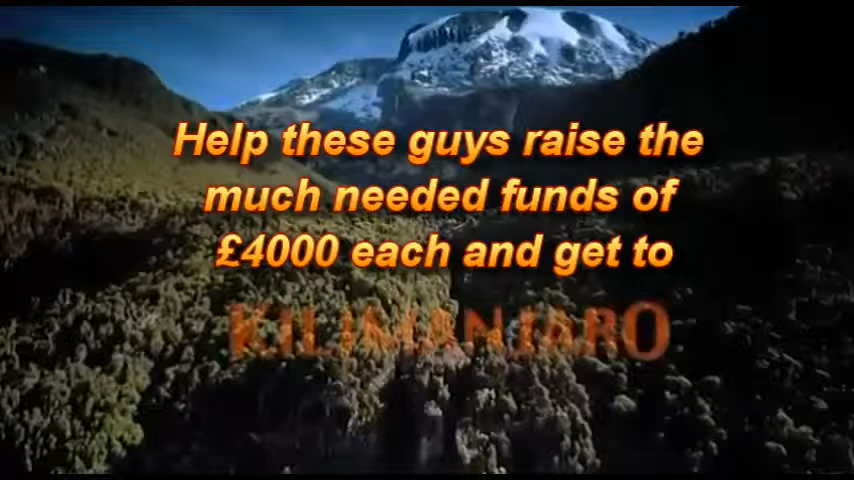 Help these guys raise the
much needed funds of
£4000 each and get to
KILIMANJARO